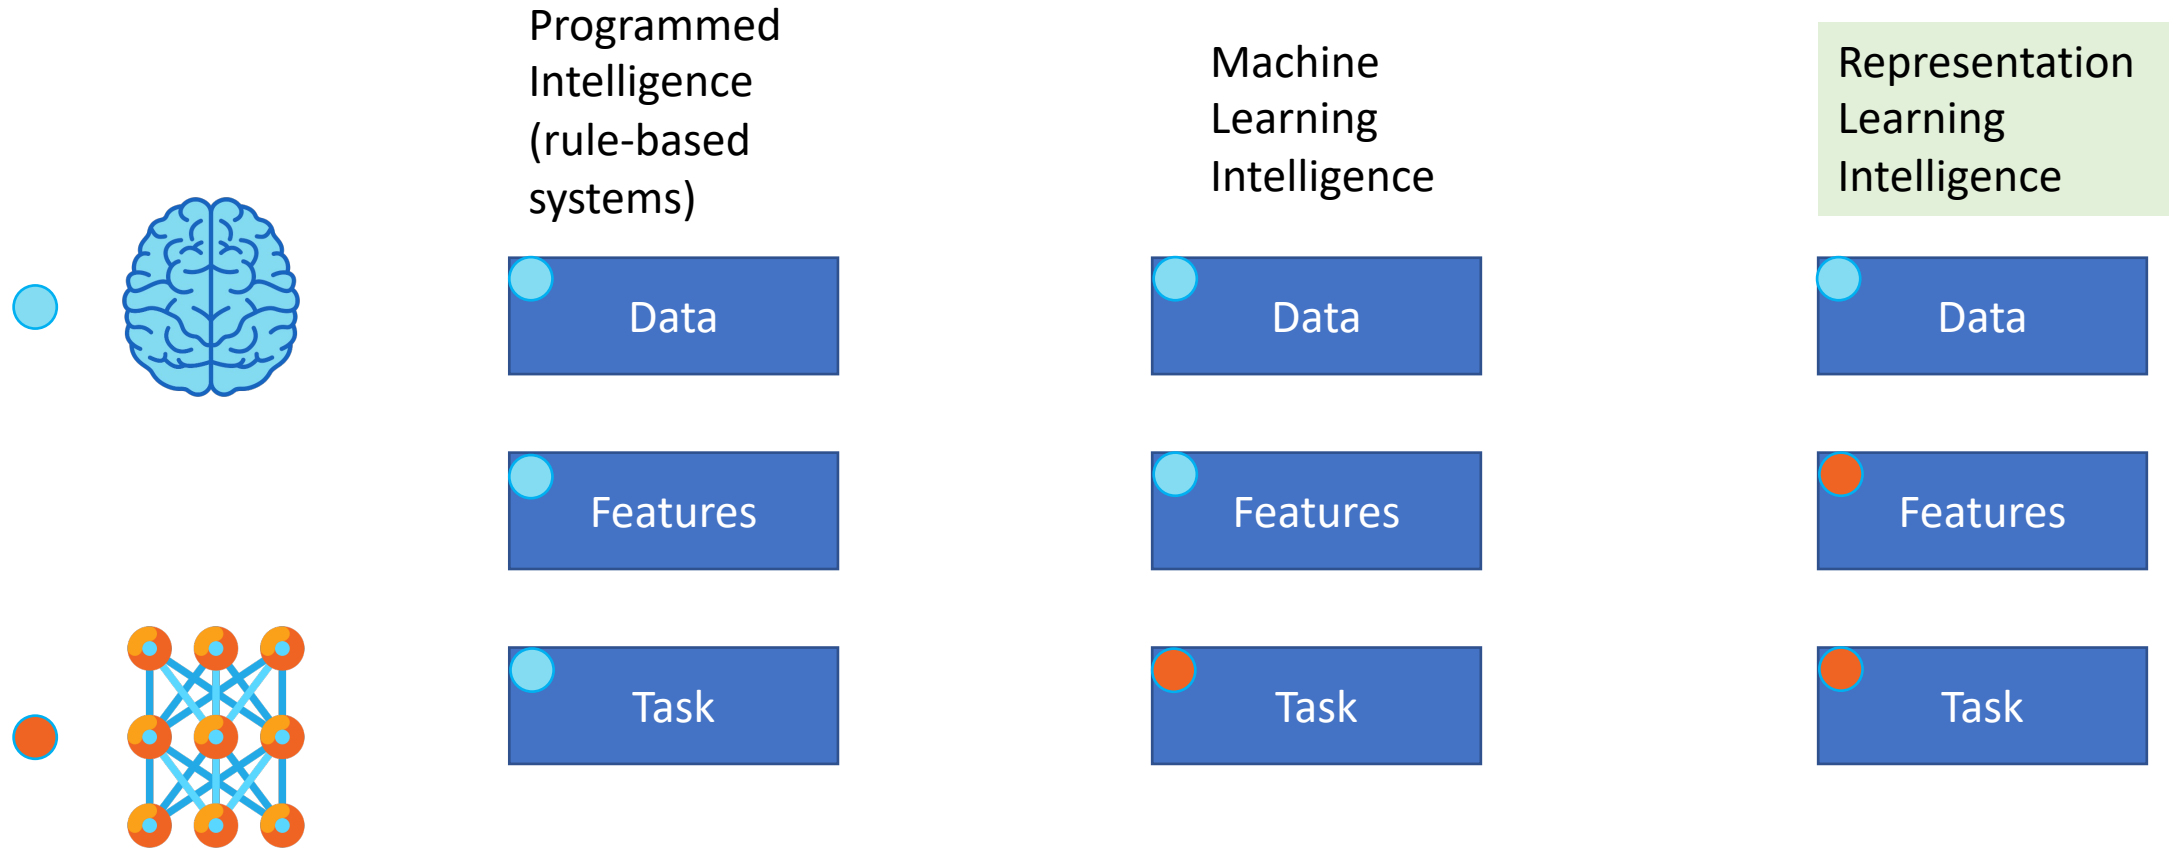 Programmed
Intelligence
(rule-based
systems)
Machine
Learning
Intelligence
Representation
Learning
Intelligence
Data
Data
Data
Features
Features
Features
Task
Task
Task